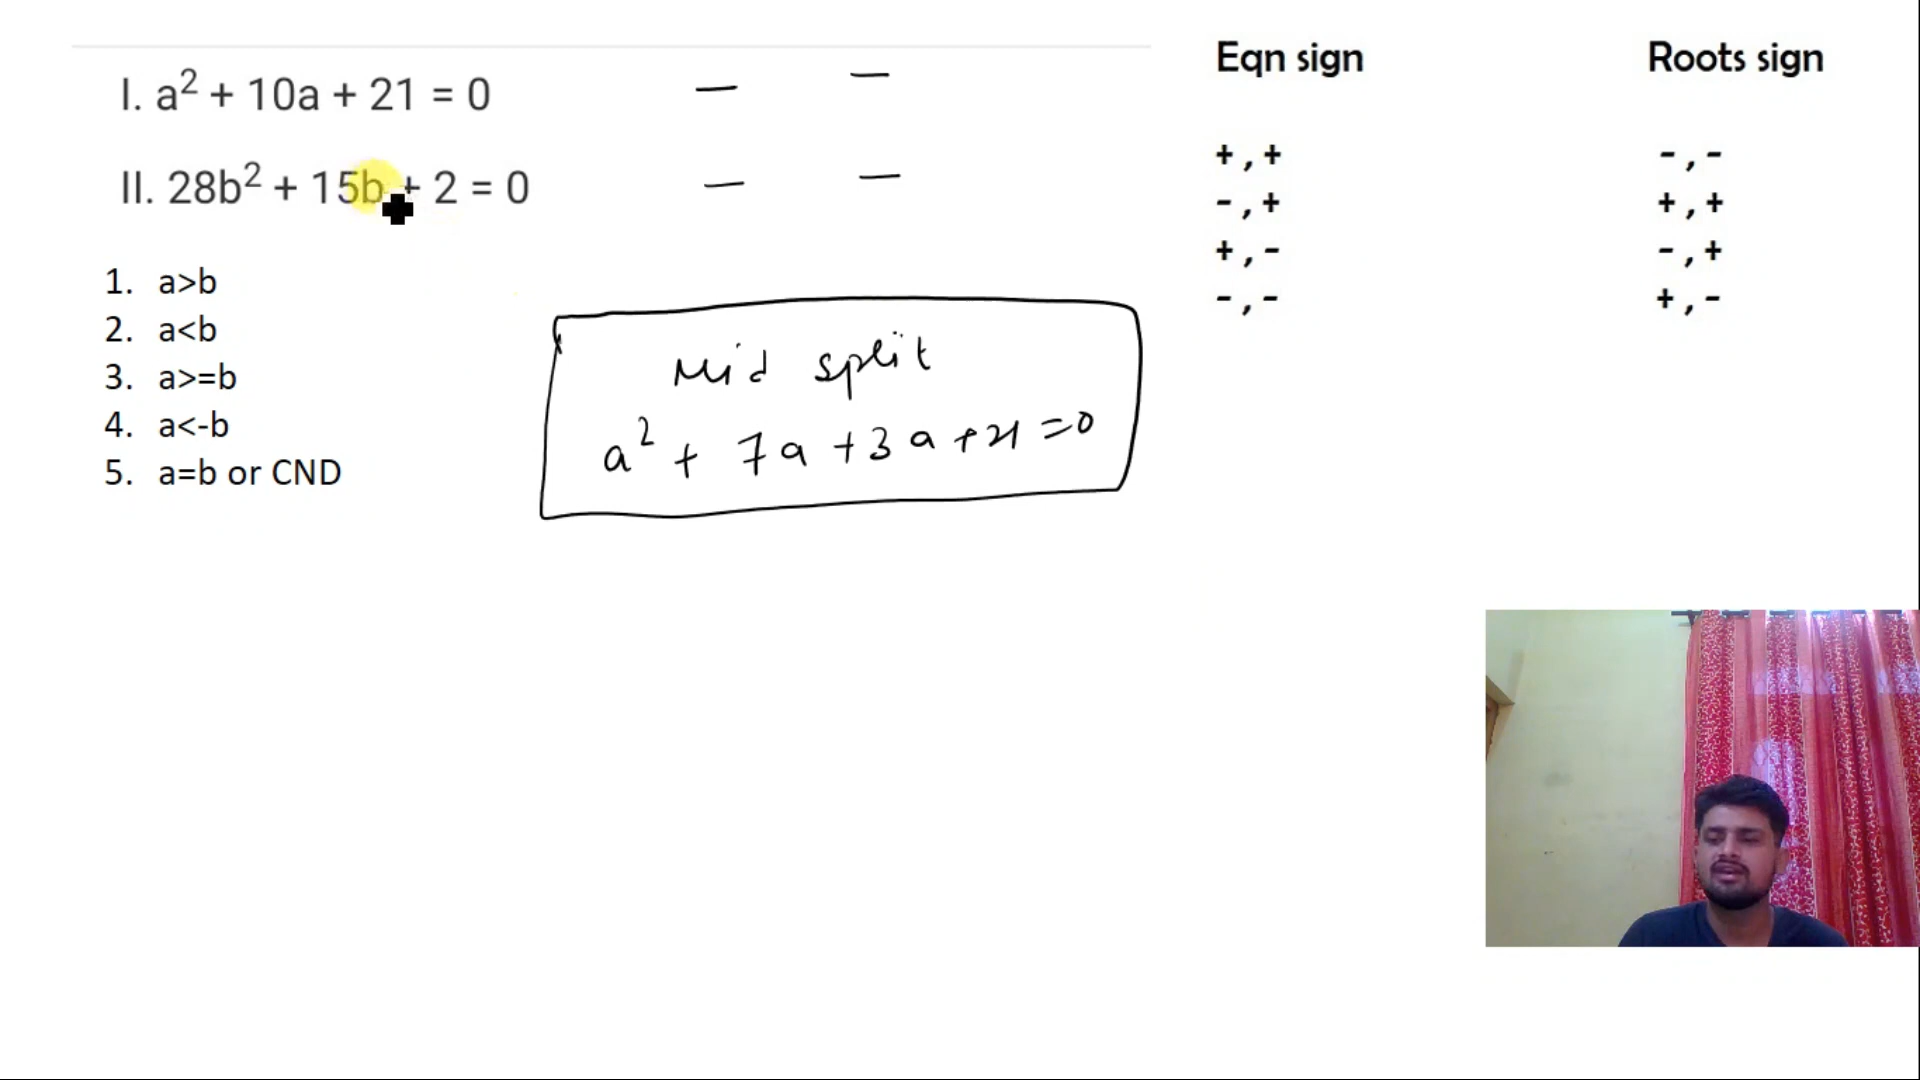 I. a² + 10a + 21 = 0 — —
II. 28b² + 15b + 2 = 0 — —
1. a>b
2. a<b
3. a>=b
4. a<-b
5. a=b or CND
Mid split
a² + 7a + 3a + 21 = 0
Eqn sign Roots sign
+ , + - , -
- , + + , +
+ , - - , +
- , - + , -